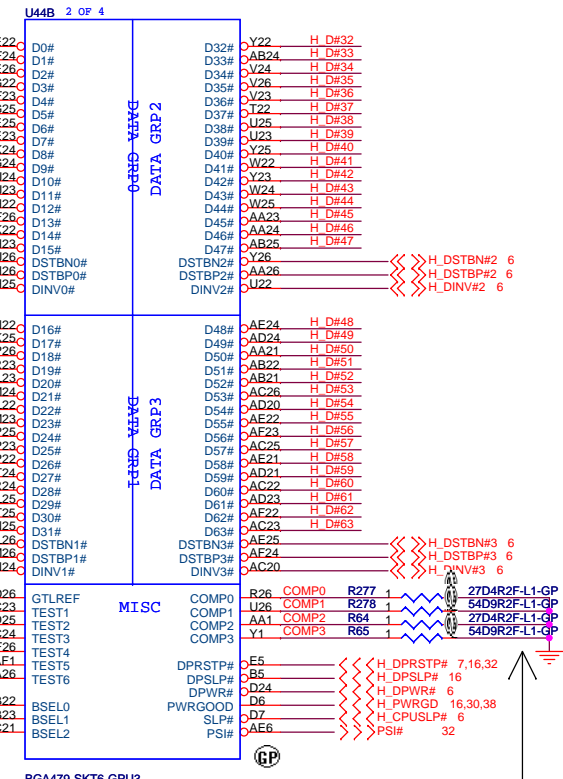 U44B 2 OF 4
D0# D32# Y22 H_D#32
D1# D33# AB24 H_D#33
D2# D34# V24 H_D#34
D3# D35# V26 H_D#35
D4# D36# V23 H_D#36
D5# D37# T22 H_D#37
D6# D38# U25 H_D#38
D7# D39# U23 H_D#39
D8# D40# Y25 H_D#40
D9# D41# W22 H_D#41
D10# D42# Y23 H_D#42
D11# D43# W24 H_D#43
D12# D44# W25 H_D#44
D13# D45# AA23 H_D#45
D14# D46# AA24 H_D#46
D15# D47# AB25 H_D#47
DSTBN0# DSTBN2# Y26 H_DSTBN#2 6
DSTBP0# DSTBP2# AA26 H_DSTBP#2 6
DINV0# DINV2# U22 H_DINV#2 6
DATA GRP0
DATA GRP2
D16# D48# AE24 H_D#48
D17# D49# AD24 H_D#49
D18# D50# AA21 H_D#50
D19# D51# AB22 H_D#51
D20# D52# AB21 H_D#52
D21# D53# AC26 H_D#53
D22# D54# AD20 H_D#54
D23# D55# AE22 H_D#55
D24# D56# AF23 H_D#56
D25# D57# AC25 H_D#57
D26# D58# AE21 H_D#58
D27# D59# AD21 H_D#59
D28# D60# AC22 H_D#60
D29# D61# AD23 H_D#61
D30# D62# AF22 H_D#62
D31# D63# AC23 H_D#63
DSTBN1# DSTBN3# AE25 H_DSTBN#3 6
DSTBP1# DSTBP3# AF24 H_DSTBP#3 6
DINV1# DINV3# AC20 H_DINV#3 6
DATA GRP1
DATA GRP3
MISC
GTLREF COMP0 R26 COMP0 R277 1 27D4R2F-L1-GP
TEST1 COMP1 U26 COMP1 R278 1 54D9R2F-L1-GP
TEST2 COMP2 AA1 COMP2 R64 1 27D4R2F-L1-GP
TEST3 COMP3 Y1 COMP3 R65 1 54D9R2F-L1-GP
TEST4
TEST5 DPRSTP# E5 H_DPRSTP# 7,16,32
TEST6 DPSLP# B5 H_DPSLP# 16
DPWR# D24 H_DPWR# 6
BSEL0 PWRGOOD D6 H_PWRGD 16,30,38
BSEL1 SLP# D7 H_CPUSLP# 6
BSEL2 PSI# AE6 PSI# 32
GP